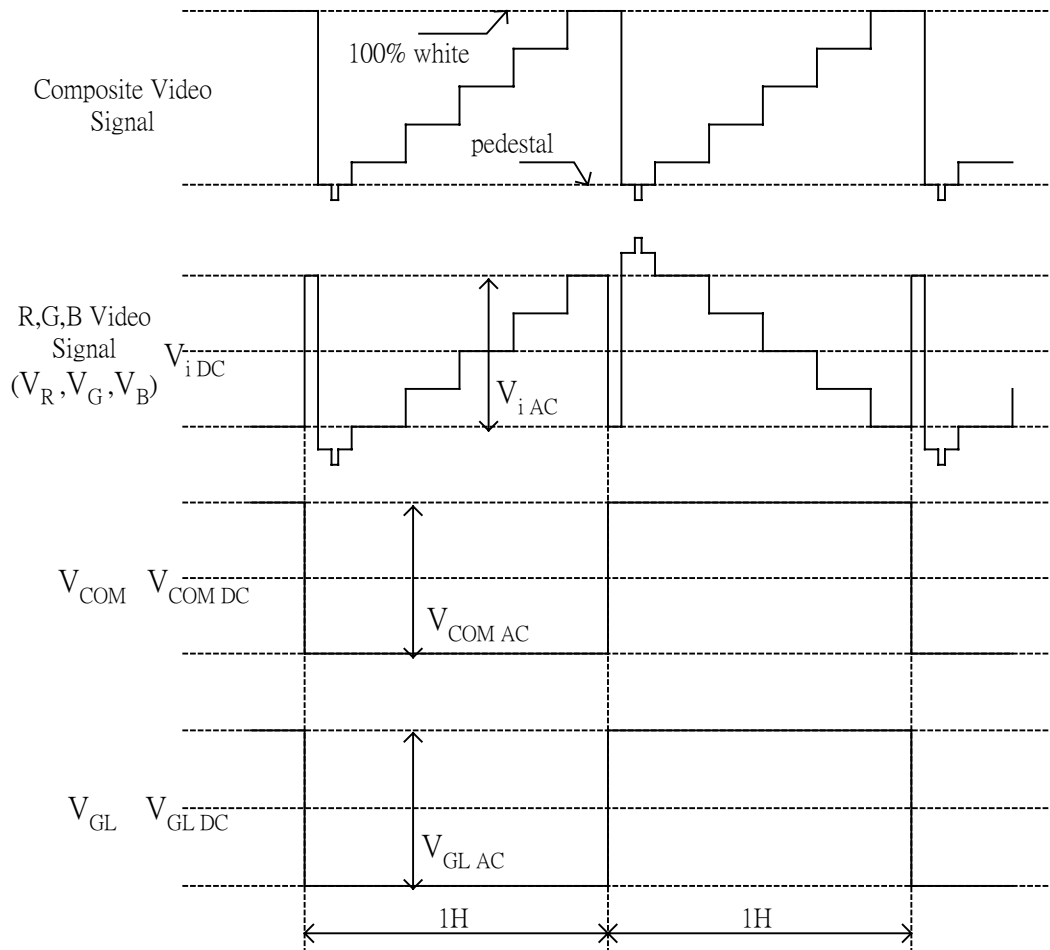 100% white
Composite Video
Signal
pedestal
R,G,B Video
Signal
(V_R ,V_G ,V_B)
V_i DC
V_i AC
V_COM V_COM DC
V_COM AC
V_GL V_GL DC
V_GL AC
1H 1H